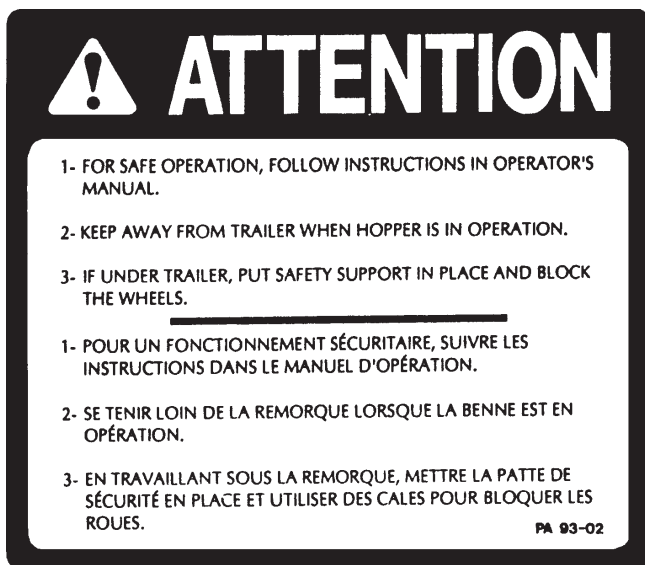 ATTENTION
1- FOR SAFE OPERATION, FOLLOW INSTRUCTIONS IN OPERATOR'S
MANUAL.
2- KEEP AWAY FROM TRAILER WHEN HOPPER IS IN OPERATION.
3- IF UNDER TRAILER, PUT SAFETY SUPPORT IN PLACE AND BLOCK
THE WHEELS.
1- POUR UN FONCTIONNEMENT SÉCURITAIRE, SUIVRE LES
INSTRUCTIONS DANS LE MANUEL D'OPÉRATION.
2- SE TENIR LOIN DE LA REMORQUE LORSQUE LA BENNE EST EN
OPÉRATION.
3- EN TRAVAILLANT SOUS LA REMORQUE, METTRE LA PATTE DE
SÉCURITÉ EN PLACE ET UTILISER DES CALES POUR BLOQUER LES
ROUES.
PA 93-02